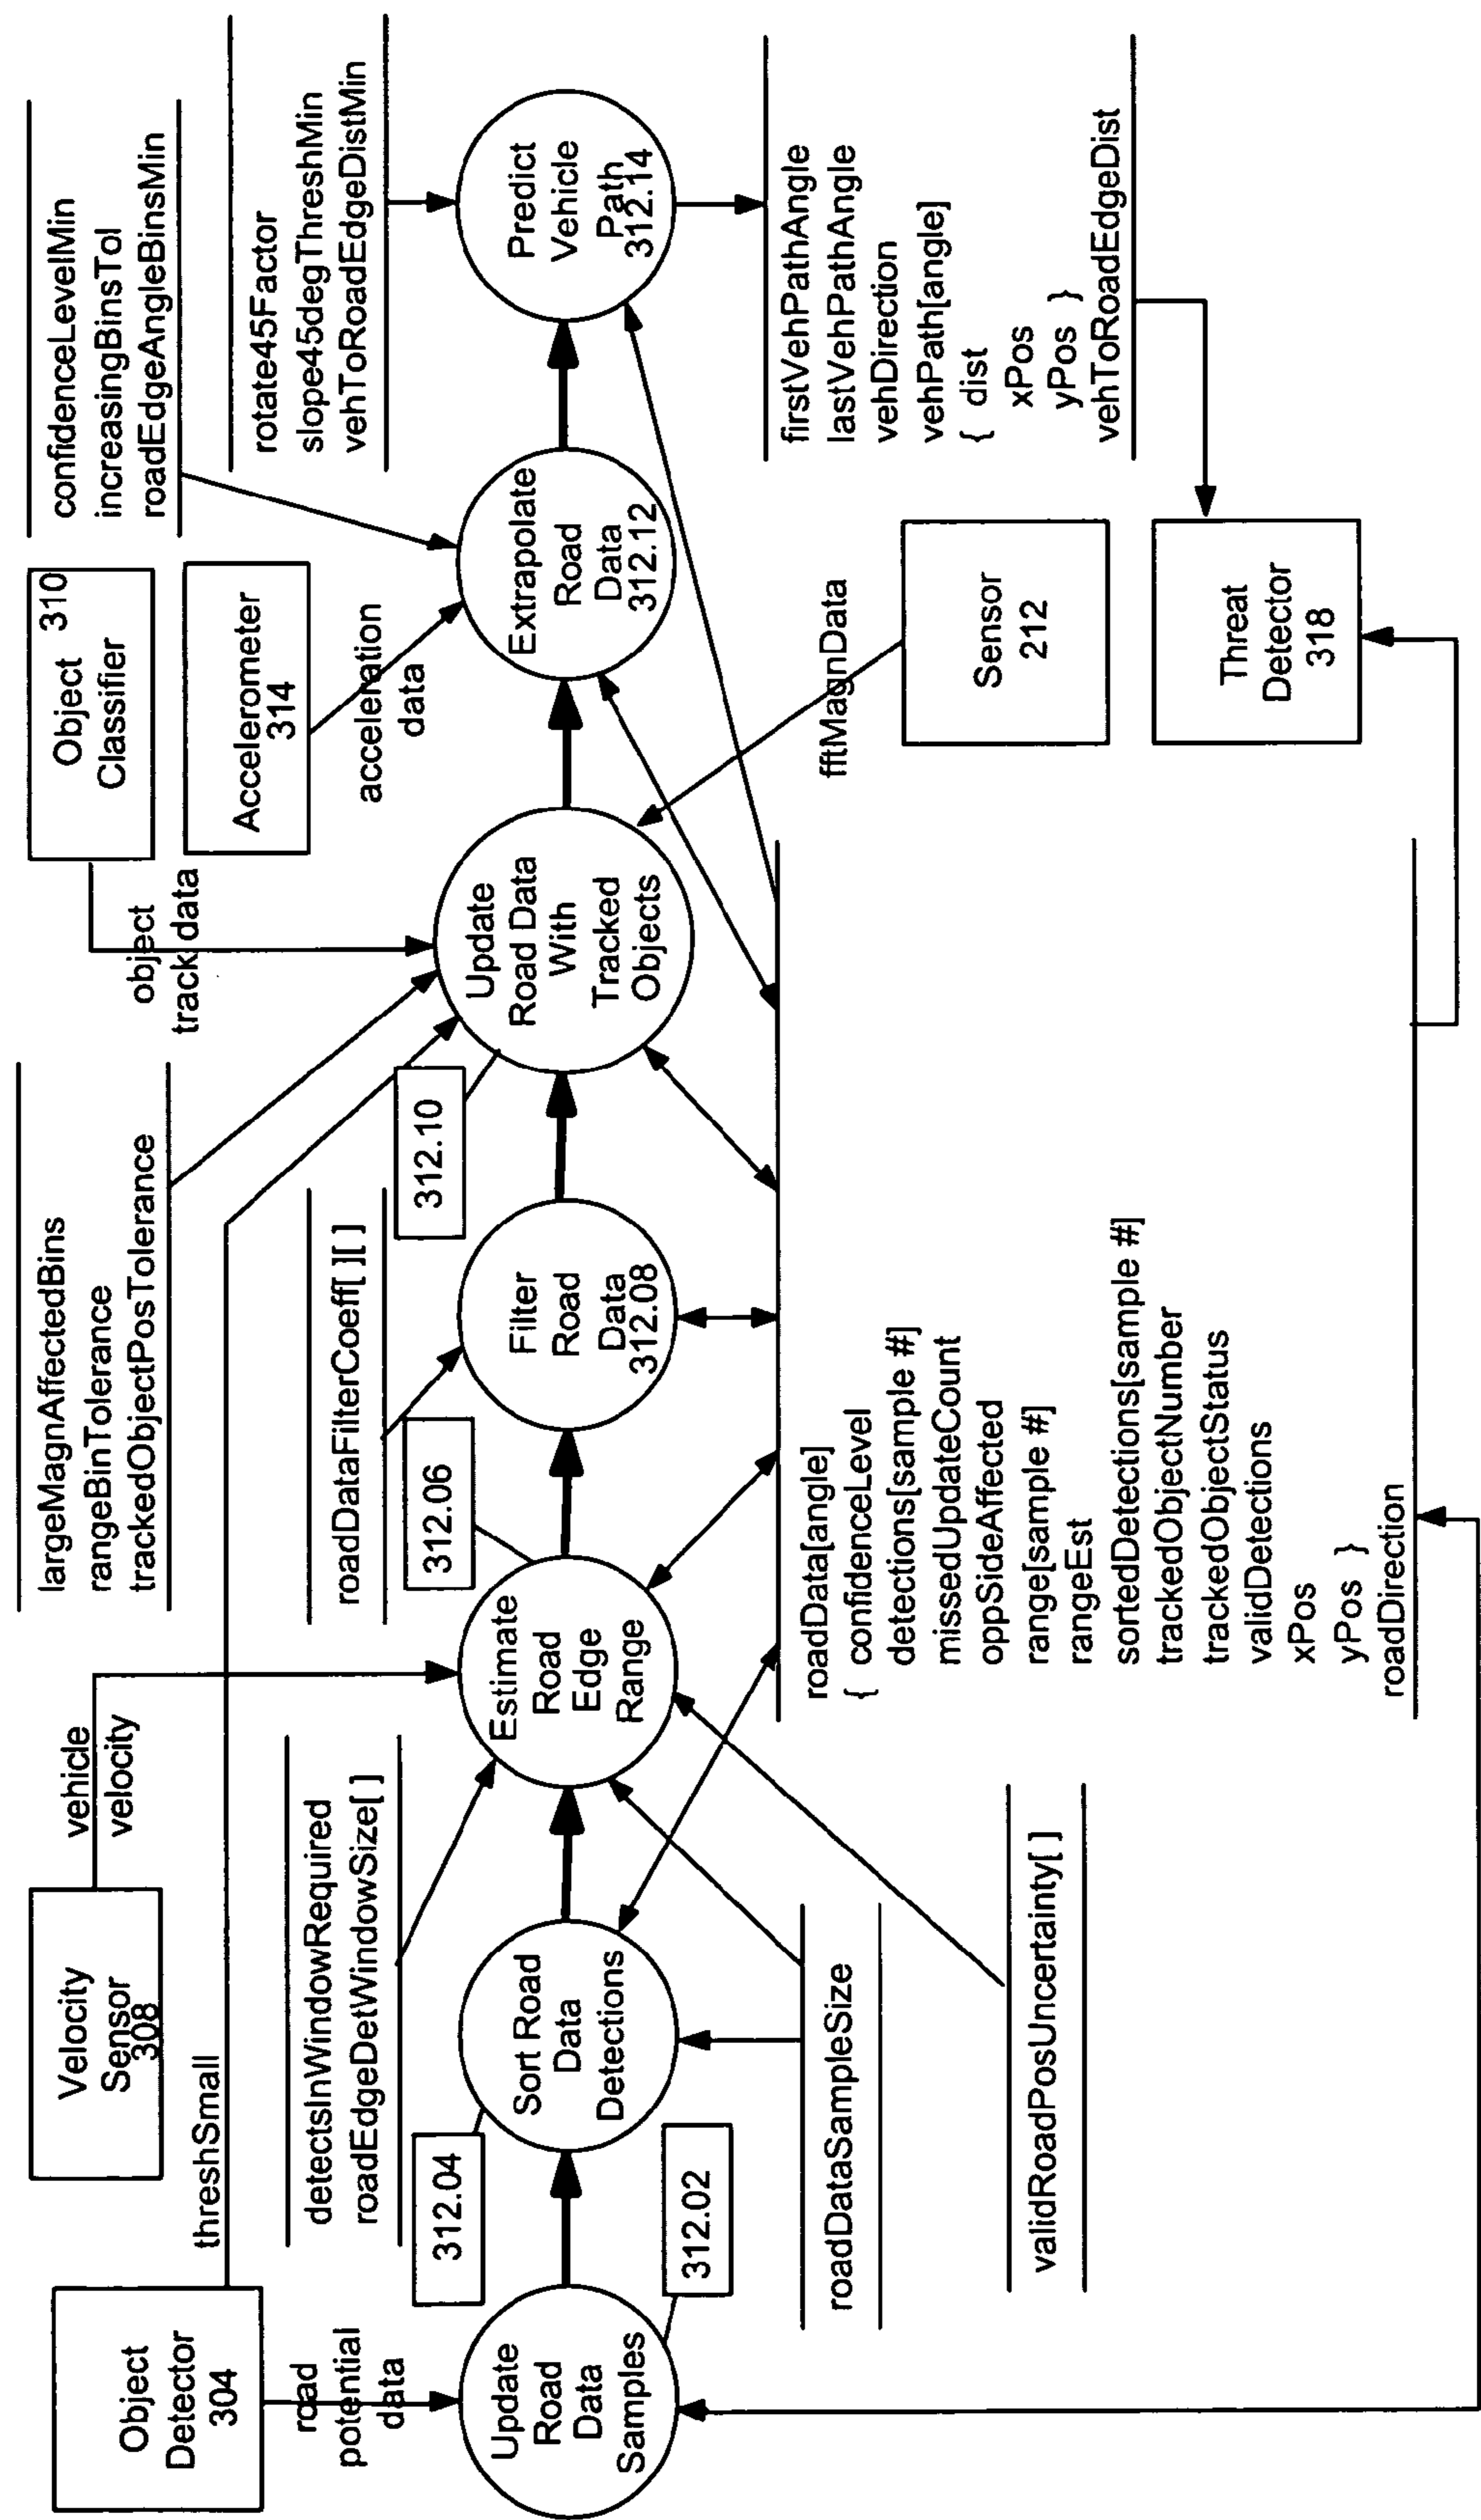 Object
Detector
304
road
potential
data
threshSmall
Velocity
Sensor
308
vehicle
velocity
largeMagnAffectedBins
rangeBinTolerance
trackedObjectPosTolerance
object
track data
Object 310
Classifier
Accelerometer
314
acceleration
data
confidenceLevelMin
increasingBinsTol
roadEdgeAngleBinsMin
rotate45Factor
slope45degThreshMin
vehToRoadEdgeDistMin
detectsInWindowRequired
roadEdgeDetWindowSize[ ]
roadDataFilterCoeff[ ][ ]
312.04
312.06
312.10
Update
Road
Data
Samples
312.02
Sort Road
Data
Detections
Estimate
Road
Edge
Range
Filter
Road
Data
312.08
Update
Road Data
With
Tracked
Objects
Extrapolate
Road
Data
312.12
Predict
Vehicle
Path
312.14
roadDataSampleSize
validRoadPosUncertainty[ ]
roadData[angle]
{ confidenceLevel
detections[sample #]
missedUpdateCount
oppSideAffected
range[sample #]
rangeEst
sortedDetections[sample #]
trackedObjectNumber
trackedObjectStatus
validDetections
xPos
yPos }
roadDirection
fftMagnData
Sensor
212
Threat
Detector
318
firstVehPathAngle
lastVehPathAngle
vehDirection
vehPath[angle]
{ dist
xPos
yPos }
vehToRoadEdgeDist